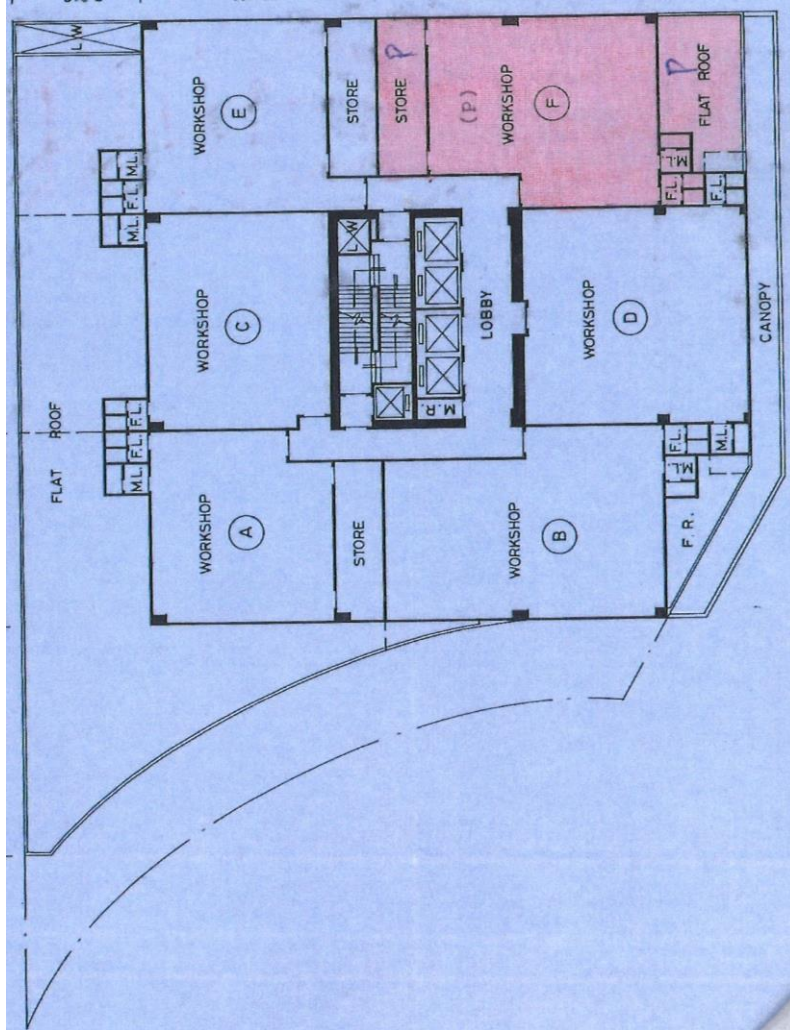 FLAT ROOF
L.W
M.L. F.L. F.L.
M.L. F.L. M.L.
WORKSHOP
A
WORKSHOP
C
WORKSHOP
E
STORE
L.W
STORE
STORE
P
M.R.
LOBBY
(P)
WORKSHOP
B
WORKSHOP
D
WORKSHOP
F
F.L.
M.L.
M.L.
F.R.
F.L.
M.L.
F.L.
P
FLAT ROOF
CANOPY